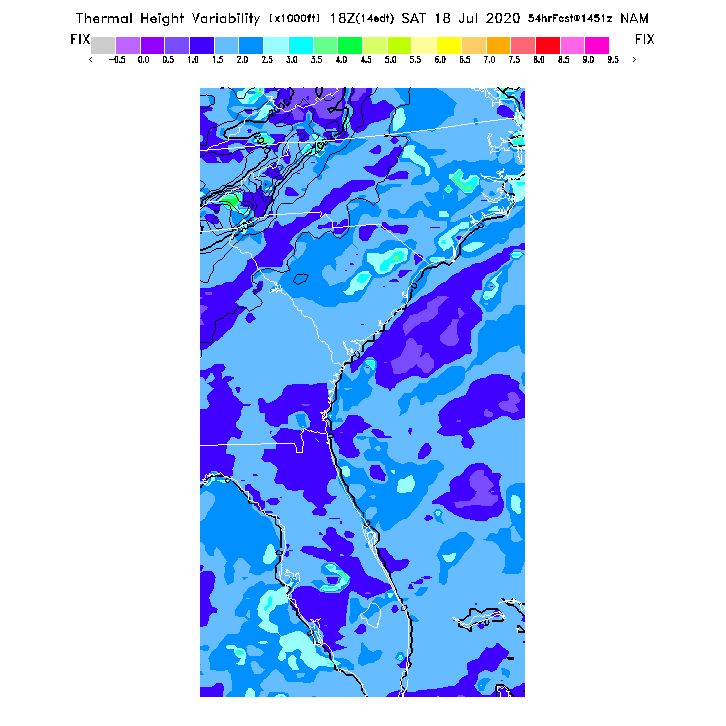 Thermal Height Variability [x1000ft] 18Z(14edt) SAT 18 Jul 2020 54hrFcst@1451z NAM
FIX FIX
< -0.5 0.0 0.5 1.0 1.5 2.0 2.5 3.0 3.5 4.0 4.5 5.0 5.5 6.0 6.5 7.0 7.5 8.0 8.5 9.0 9.5 >